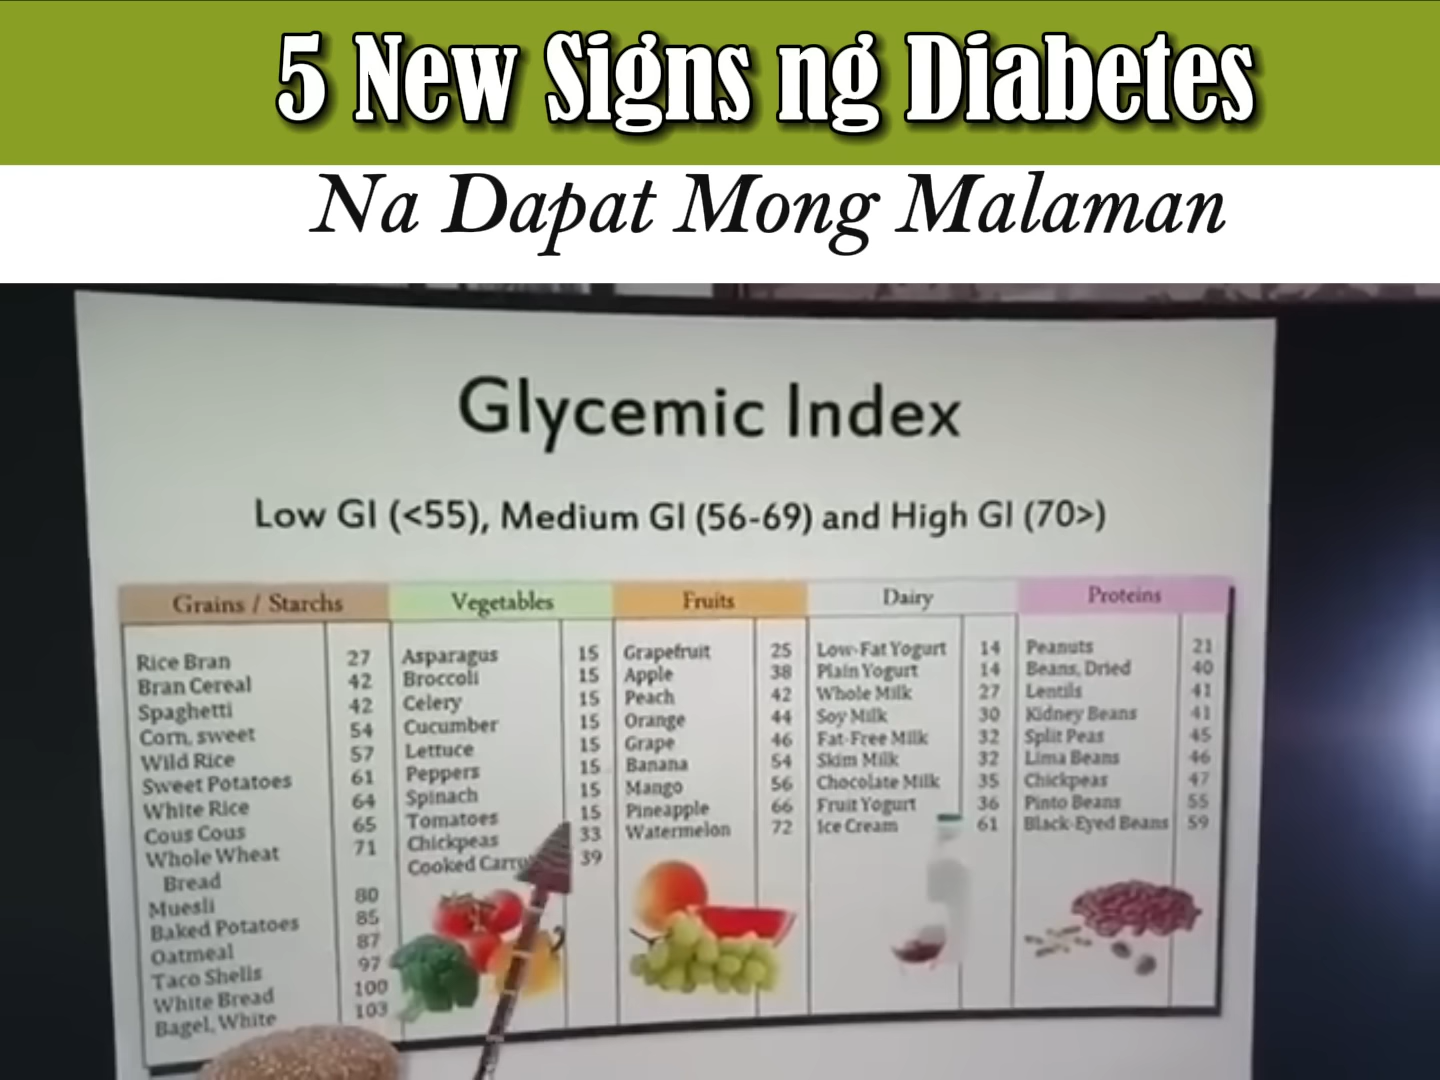 5 New Signs ng Diabetes
Na Dapat Mong Malaman
Glycemic Index
Low GI (<55), Medium GI (56-69) and High GI (70>)
Grains / Starchs
Rice Bran 27
Bran Cereal 42
Spaghetti 42
Corn, sweet 54
Wild Rice 57
Sweet Potatoes 61
White Rice 64
Cous Cous 65
Whole Wheat 71
Bread
Muesli 80
Baked Potatoes 85
Oatmeal 87
Taco Shells 97
White Bread 100
Bagel, White 103
Vegetables
Asparagus 15
Broccoli 15
Celery 15
Cucumber 15
Lettuce 15
Peppers 15
Spinach 15
Tomatoes 15
Chickpeas 33
Cooked 39
Fruits
Grapefruit 25
Apple 38
Peach 42
Orange 44
Grape 46
Banana 54
Mango 56
Pineapple 66
Watermelon 72
Dairy
Low-Fat Yogurt 14
Plain Yogurt 14
Whole Milk 27
Soy Milk 30
Fat-Free Milk 32
Skim Milk 32
Chocolate Milk 35
Fruit Yogurt 36
Ice Cream 61
Proteins
Peanuts 21
Beans, Dried 40
Lentils 41
Kidney Beans 41
Split Peas 45
Lima Beans 46
Chickpeas 47
Pinto Beans 55
Black-Eyed Beans 59